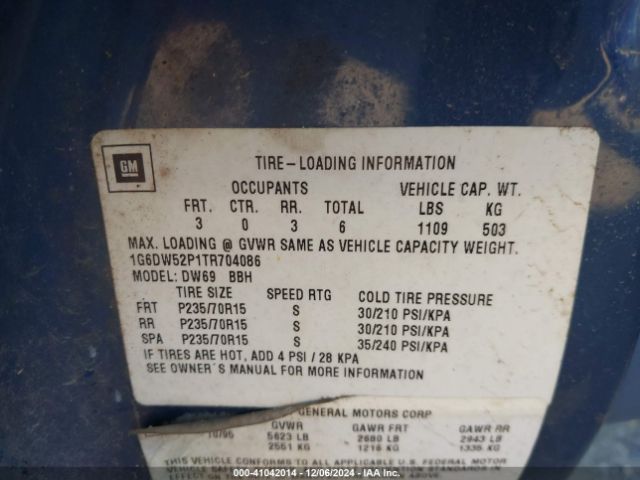 GM
TIRE-LOADING INFORMATION
OCCUPANTS VEHICLE CAP. WT.
FRT. CTR. RR. TOTAL LBS KG
3 0 3 6 1109 503
MAX. LOADING @ GVWR SAME AS VEHICLE CAPACITY WEIGHT.
1G6DW52P1TR704086
MODEL: DW69 BBH
TIRE SIZE SPEED RTG COLD TIRE PRESSURE
FRT P235/70R15 S 30/210 PSI/KPA
RR P235/70R15 S 30/210 PSI/KPA
SPA P235/70R15 S 35/240 PSI/KPA
IF TIRES ARE HOT, ADD 4 PSI / 28 KPA
SEE OWNER'S MANUAL FOR MORE INFORMATION
GENERAL MOTORS CORP
GVWR GAWR FRT GAWR RR
10/95 5623 LB 2680 LB 2943 LB
2551 KG 1216 KG 1335 KG
THIS VEHICLE CONFORMS TO ALL APPLICABLE U.S. FEDERAL
VEHICLE
000-41042014 | 12/06/2024 | Copyright © IAA, LLC